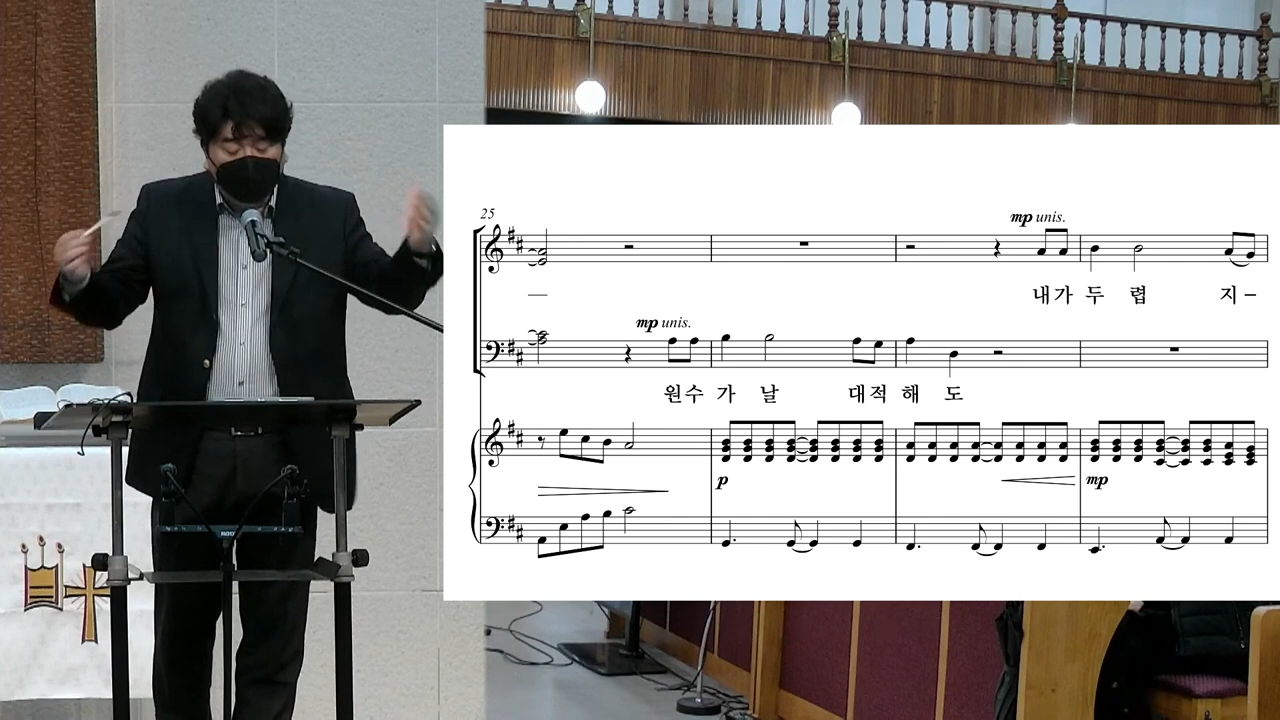 25
mp unis.
내가 두 렵 지 –
mp unis.
원수 가 날 대적 해 도
p
mp